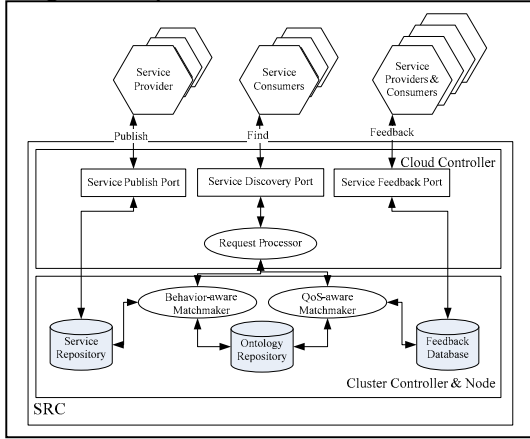 Service
Provider
Service
Consumers
Service
Providers &
Consumers
Publish
Find
Feedback
Cloud Controller
Service Publish Port
Service Discovery Port
Service Feedback Port
Request Processor
Behavior-aware
Matchmaker
QoS-aware
Matchmaker
Service
Repository
Ontology
Repository
Feedback
Database
Cluster Controller & Node
SRC